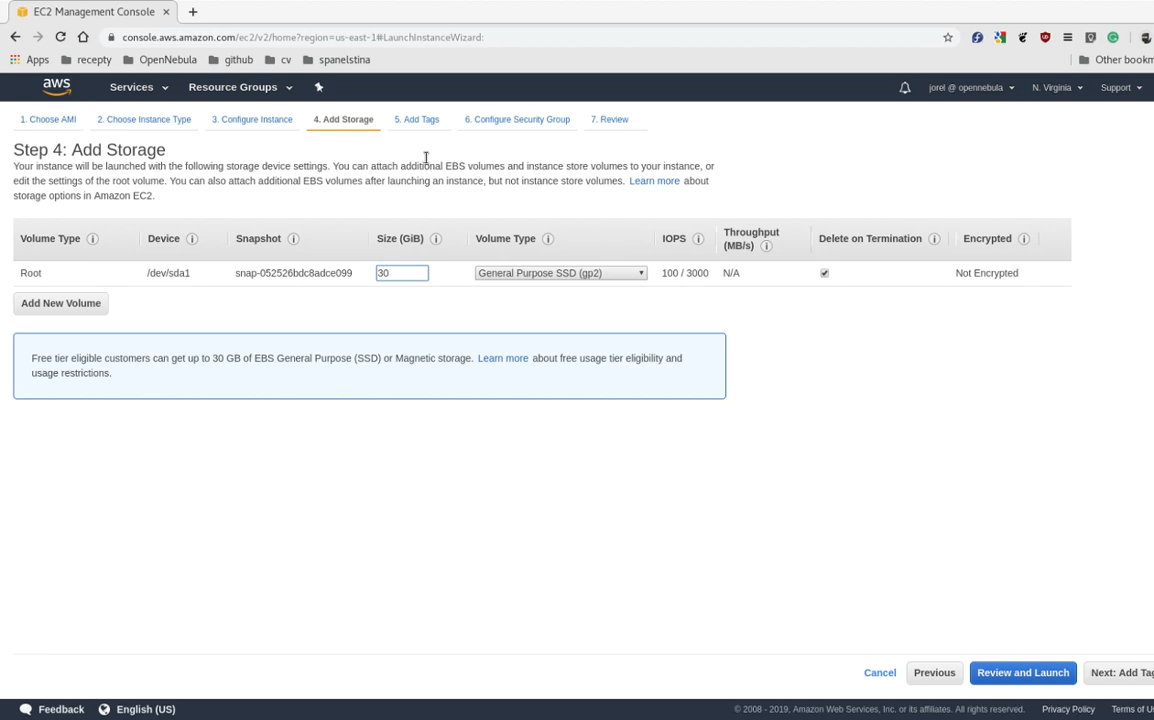 EC2 Management Console
console.aws.amazon.com/ec2/v2/home?region=us-east-1#LaunchInstanceWizard:
Apps recepty OpenNebula github cv spanelstina Other bookm
aws Services Resource Groups jorel @ opennebula N. Virginia Support
1. Choose AMI 2. Choose Instance Type 3. Configure Instance 4. Add Storage 5. Add Tags 6. Configure Security Group 7. Review
Step 4: Add Storage
Your instance will be launched with the following storage device settings. You can attach additional EBS volumes and instance store volumes to your instance, or
edit the settings of the root volume. You can also attach additional EBS volumes after launching an instance, but not instance store volumes. Learn more about
storage options in Amazon EC2.
Volume Type Device Snapshot Size (GiB) Volume Type IOPS Throughput (MB/s) Delete on Termination Encrypted
Root /dev/sda1 snap-052526bdc8adce099 30 General Purpose SSD (gp2) 100 / 3000 N/A Not Encrypted
Add New Volume
Free tier eligible customers can get up to 30 GB of EBS General Purpose (SSD) or Magnetic storage. Learn more about free usage tier eligibility and
usage restrictions.
Cancel Previous Review and Launch Next: Add Tag
Feedback English (US) © 2008 - 2019, Amazon Web Services, Inc. or its affiliates. All rights reserved. Privacy Policy Terms of U